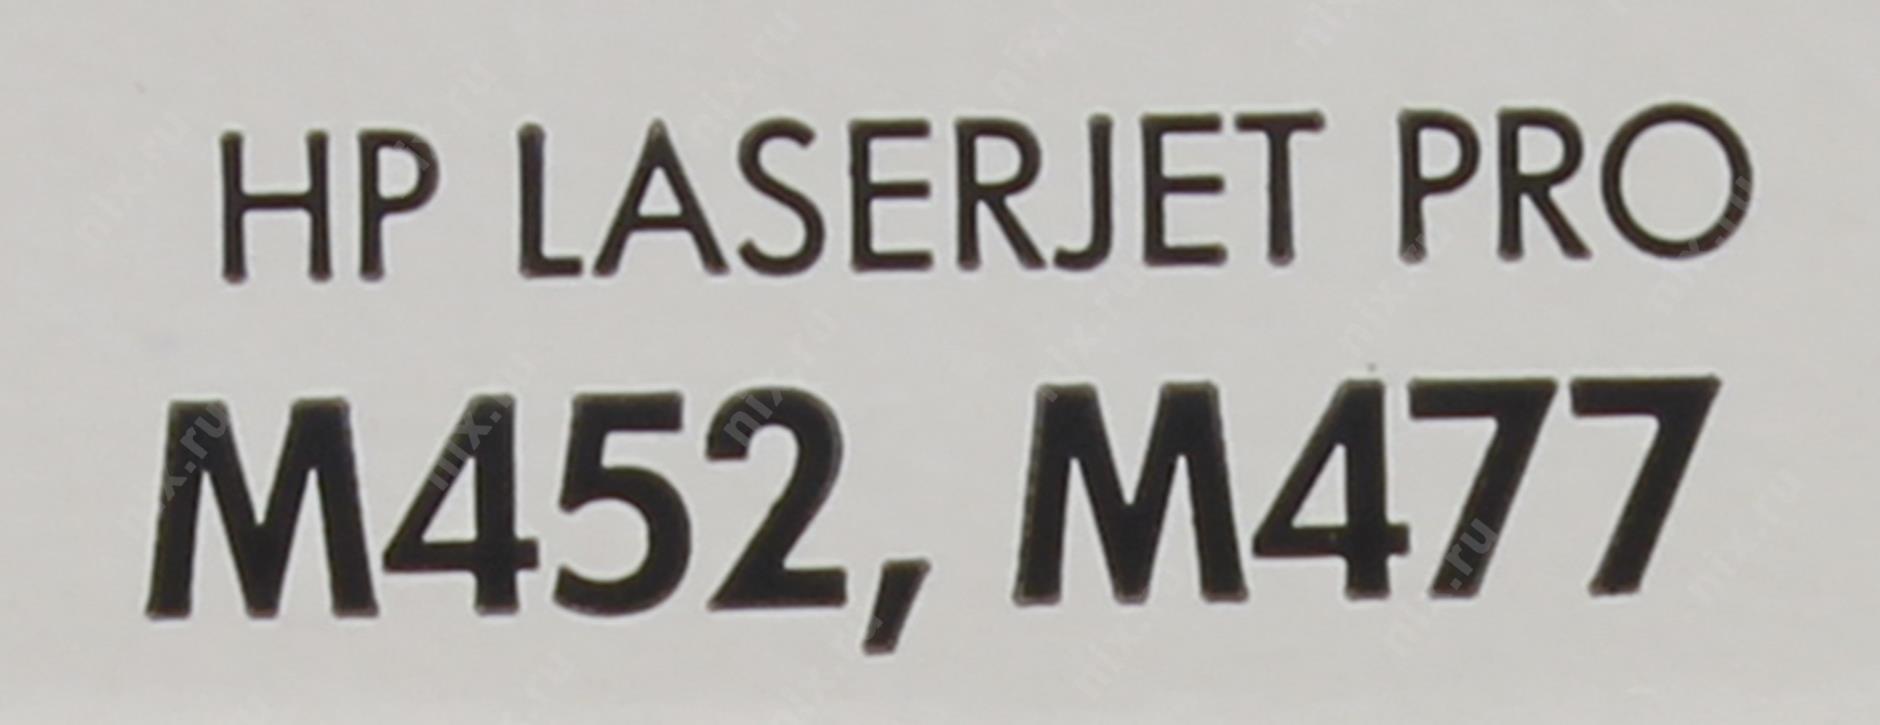 HP LASERJET PRO
M452, M477